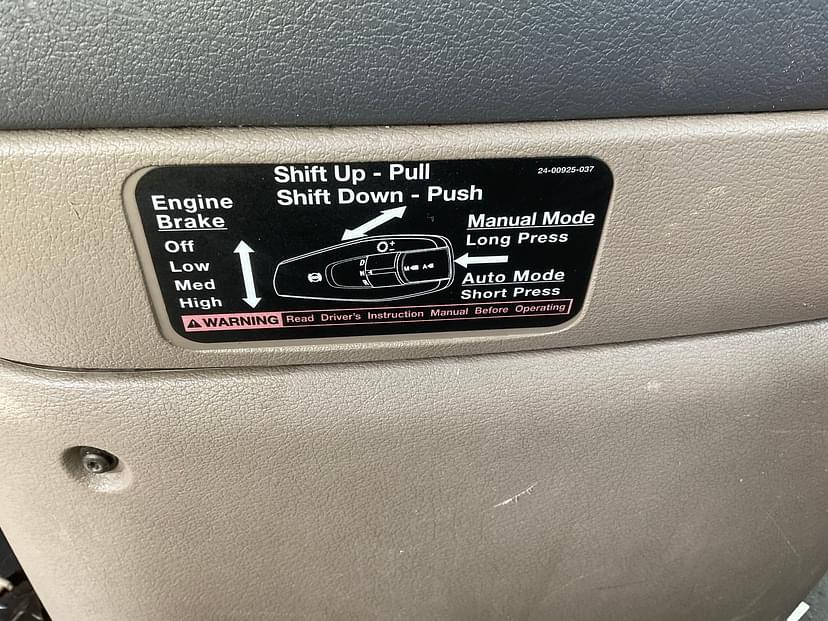 Shift Up - Pull
Shift Down - Push
24-00925-037
Engine
Brake
Off
Low
Med
High
Manual Mode
Long Press
Auto Mode
Short Press
O +
D
N
M
A
WARNING Read Driver's Instruction Manual Before Operating